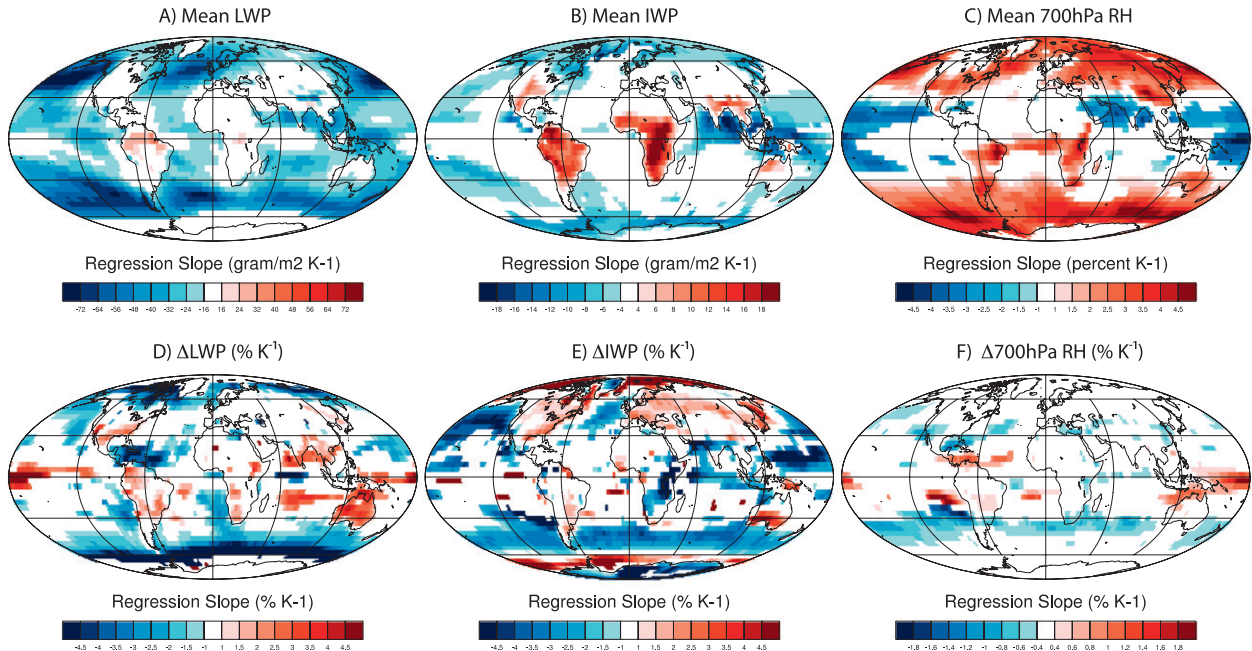 A) Mean LWP
B) Mean IWP
C) Mean 700hPa RH
Regression Slope (gram/m2 K-1)
-72 -64 -56 -48 -40 -32 -24 -16 16 24 32 40 48 56 64 72
Regression Slope (gram/m2 K-1)
-18 -16 -14 -12 -10 -8 -6 -4 4 6 8 10 12 14 16 18
Regression Slope (percent K-1)
-4.5 -4 -3.5 -3 -2.5 -2 -1.5 -1 1 1.5 2 2.5 3 3.5 4 4.5
D) ΔLWP (% K⁻¹)
E) ΔIWP (% K⁻¹)
F) Δ700hPa RH (% K⁻¹)
Regression Slope (% K-1)
-4.5 -4 -3.5 -3 -2.5 -2 -1.5 -1 1 1.5 2 2.5 3 3.5 4 4.5
Regression Slope (% K-1)
-4.5 -4 -3.5 -3 -2.5 -2 -1.5 -1 1 1.5 2 2.5 3 3.5 4 4.5
Regression Slope (% K-1)
-1.8 -1.6 -1.4 -1.2 -1 -0.8 -0.6 -0.4 0.4 0.6 0.8 1 1.2 1.4 1.6 1.8